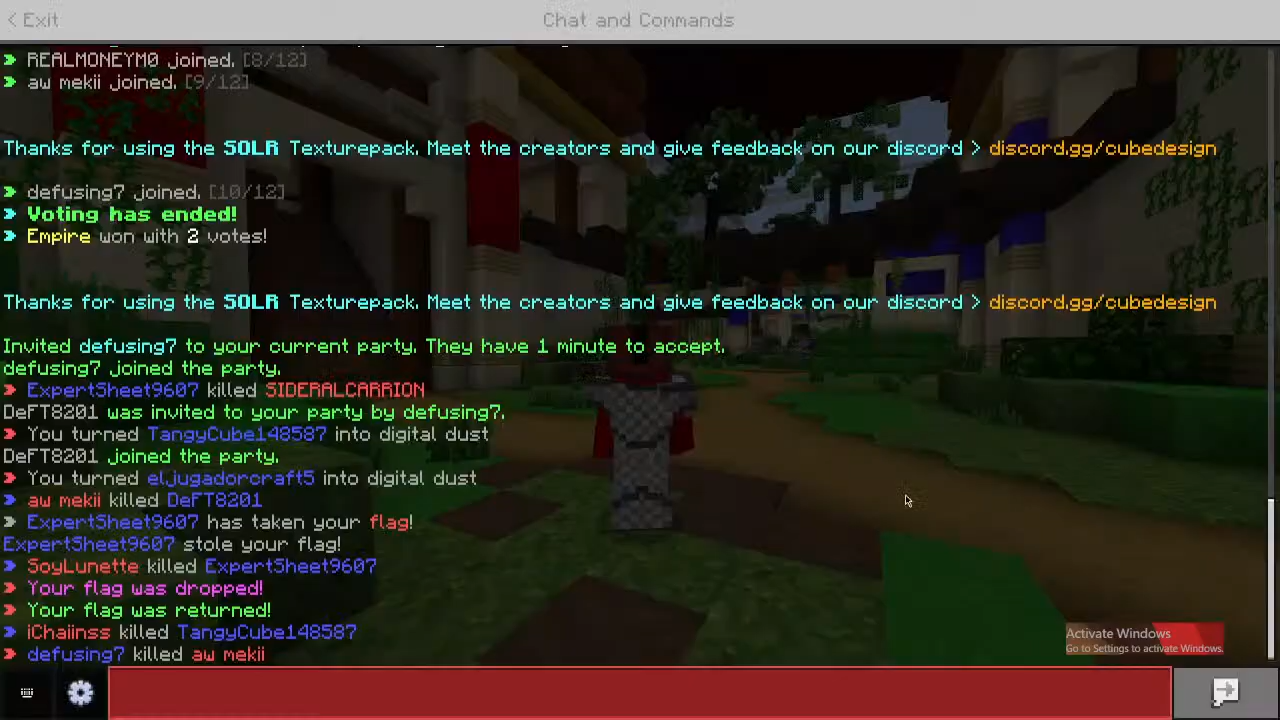 < Exit
Chat and Commands
> REALMONEYM0 joined. [8/12]
> aw mekii joined. [9/12]
Thanks for using the SOLR Texturepack. Meet the creators and give feedback on our discord > discord.gg/cubedesign
> defusing7 joined. [10/12]
> Voting has ended!
> Empire won with 2 votes!
Thanks for using the SOLR Texturepack. Meet the creators and give feedback on our discord > discord.gg/cubedesign
Invited defusing7 to your current party. They have 1 minute to accept.
defusing7 joined the party.
> ExpertSheet9607 killed SIDERALCARRION
DeFT8201 was invited to your party by defusing7.
> You turned TangyCube148587 into digital dust
DeFT8201 joined the party.
> You turned eljugadorcraft5 into digital dust
> aw mekii killed DeFT8201
> ExpertSheet9607 has taken your flag!
ExpertSheet9607 stole your flag!
> SoyLunette killed ExpertSheet9607
> Your flag was dropped!
> Your flag was returned!
> iChaiinss killed TangyCube148587
> defusing7 killed aw mekii
Activate Windows
Go to Settings to activate Windows.